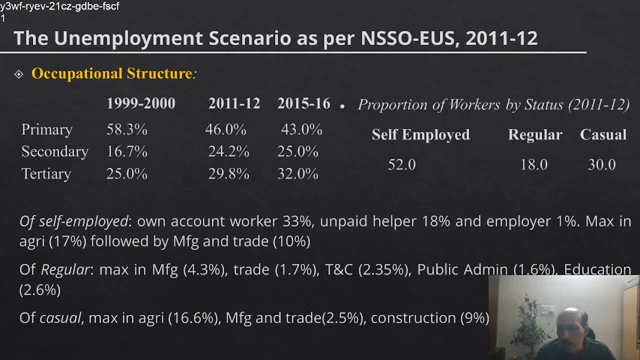 y3wf-ryev-21cz-gdbe-fscf
1
The Unemployment Scenario as per NSSO-EUS, 2011-12
Occupational Structure:
1999-2000 2011-12 2015-16
Primary 58.3% 46.0% 43.0%
Secondary 16.7% 24.2% 25.0%
Tertiary 25.0% 29.8% 32.0%
• Proportion of Workers by Status (2011-12)
Self Employed Regular Casual
52.0 18.0 30.0
Of self-employed: own account worker 33%, unpaid helper 18% and employer 1%. Max in
agri (17%) followed by Mfg and trade (10%)
Of Regular: max in Mfg (4.3%), trade (1.7%), T&C (2.35%), Public Admin (1.6%), Education
(2.6%)
Of casual, max in agri (16.6%), Mfg and trade(2.5%), construction (9%)